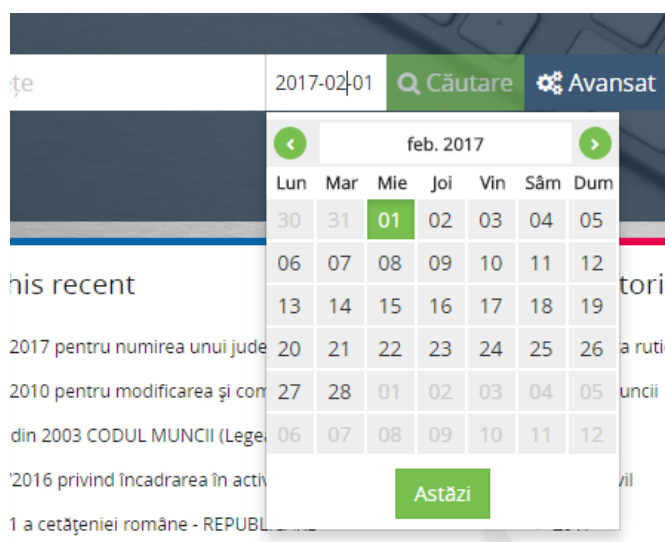 ețe 2017-02-01 Căutare Avansat
feb. 2017
Lun Mar Mie Joi Vin Sâm Dum
30 31 01 02 03 04 05
06 07 08 09 10 11 12
13 14 15 16 17 18 19
20 21 22 23 24 25 26
27 28 01 02 03 04 05
06 07 08 09 10 11 12
Astăzi
his recent
2017 pentru numirea unui jude
2010 pentru modificarea şi com
din 2003 CODUL MUNCII (Legea
/2016 privind încadrarea în activ
1 a cetăţeniei române
tori
a ruti
uncii
vil